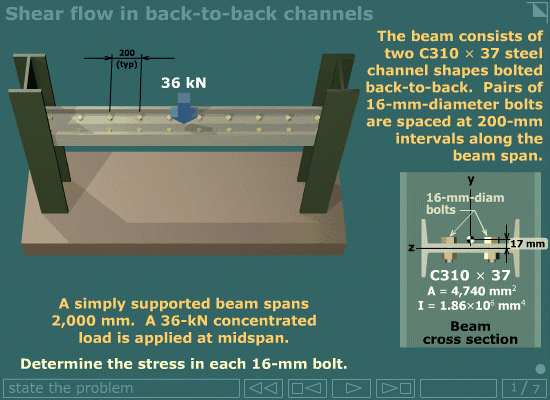 Shear flow in back-to-back channels
The beam consists of
two C310 × 37 steel
channel shapes bolted
back-to-back. Pairs of
16-mm-diameter bolts
are spaced at 200-mm
intervals along the
beam span.
200
(typ)
36 kN
y
16-mm-diam
bolts
z
17 mm
C310 × 37
A = 4,740 mm²
I = 1.86×10⁶ mm⁴
Beam
cross section
A simply supported beam spans
2,000 mm. A 36-kN concentrated
load is applied at midspan.
Determine the stress in each 16-mm bolt.
state the problem
1 / 7